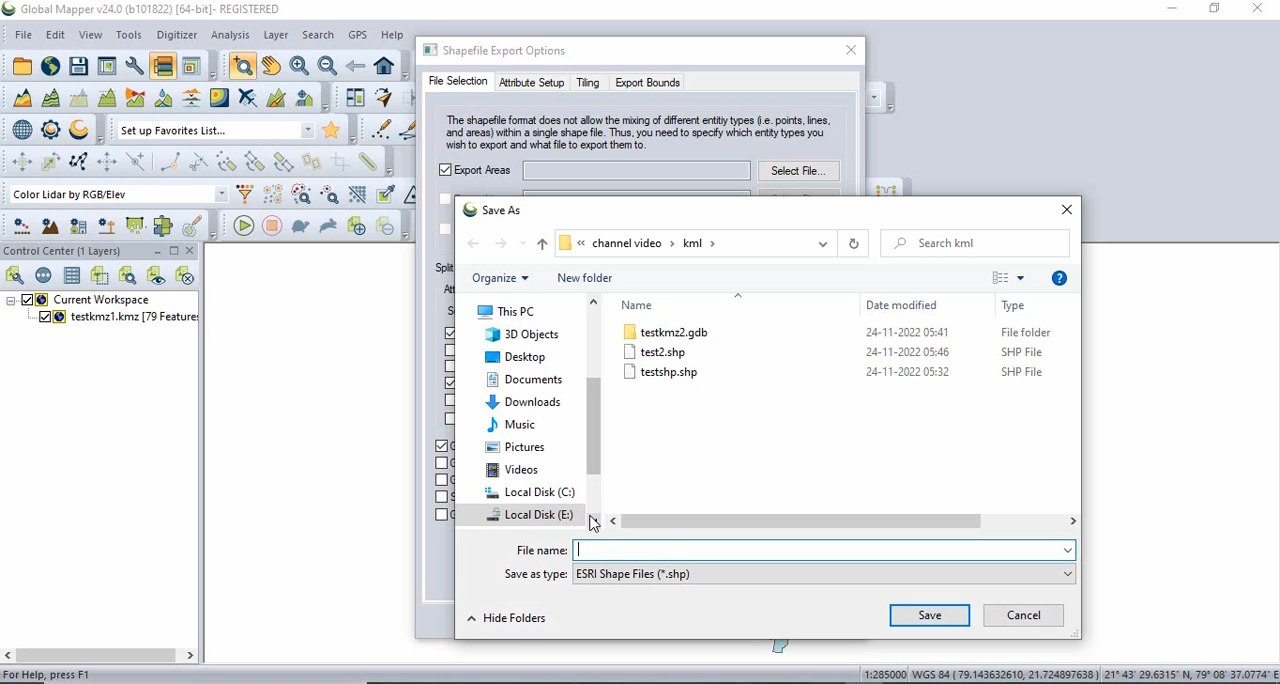 Global Mapper v24.0 (b101822) [64-bit]- REGISTERED
File Edit View Tools Digitizer Analysis Layer Search GPS Help
Set up Favorites List...
Color Lidar by RGB/Elev
Control Center (1 Layers)
Current Workspace
testkmz1.kmz [79 Features
Shapefile Export Options
File Selection Attribute Setup Tiling Export Bounds
The shapefile format does not allow the mixing of different entitiy types (i.e. points, lines,
and areas) within a single shape file. Thus, you need to specify which entity types you
wish to export and what file to export them to.
Export Areas Select File...
Split
Save As
« channel video › kml ›
Search kml
Organize New folder
This PC
3D Objects
Desktop
Documents
Downloads
Music
Pictures
Videos
Local Disk (C:)
Local Disk (E:)
Name Date modified Type
testkmz2.gdb 24-11-2022 05:41 File folder
test2.shp 24-11-2022 05:46 SHP File
testshp.shp 24-11-2022 05:32 SHP File
File name:
Save as type: ESRI Shape Files (*.shp)
Hide Folders
Save Cancel
For Help, press F1
1:285000 WGS 84 ( 79.143632610, 21.724897638 ) 21° 43' 29.6315" N, 79° 08' 37.0774" E